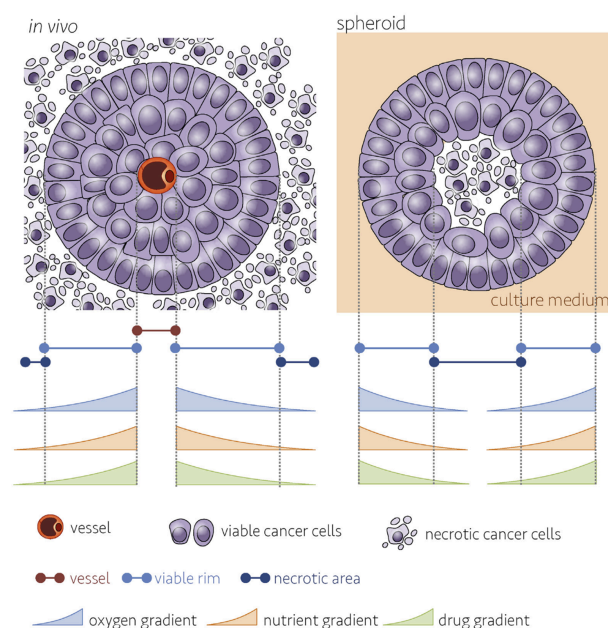 in vivo
spheroid
culture medium
vessel
viable cancer cells
necrotic cancer cells
vessel
viable rim
necrotic area
oxygen gradient
nutrient gradient
drug gradient